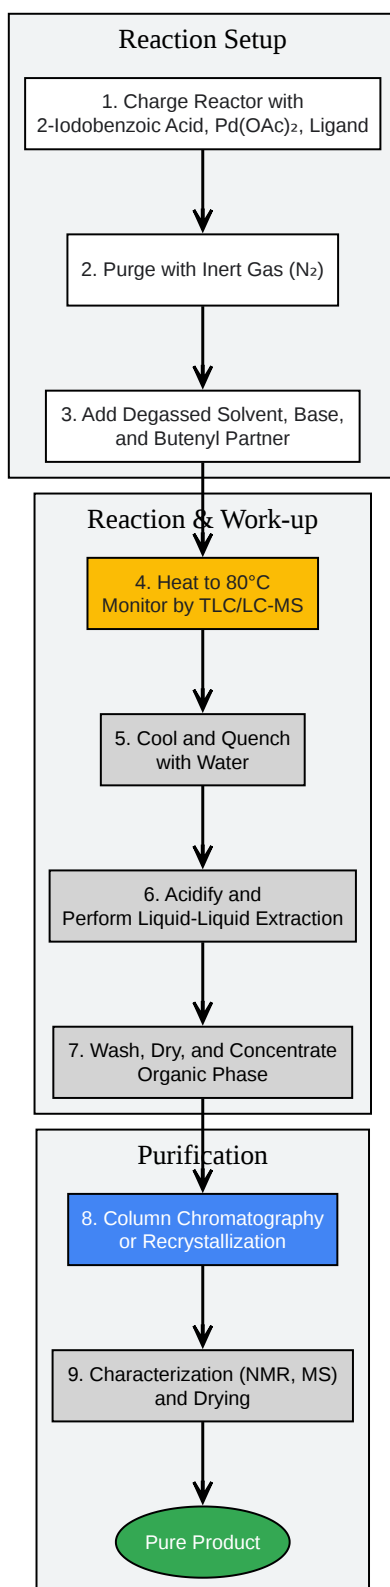 Reaction Setup
1. Charge Reactor with
2-Iodobenzoic Acid, Pd(OAc)₂, Ligand
2. Purge with Inert Gas (N₂)
3. Add Degassed Solvent, Base,
and Butenyl Partner
Reaction & Work-up
4. Heat to 80°C
Monitor by TLC/LC-MS
5. Cool and Quench
with Water
6. Acidify and
Perform Liquid-Liquid Extraction
7. Wash, Dry, and Concentrate
Organic Phase
Purification
8. Column Chromatography
or Recrystallization
9. Characterization (NMR, MS)
and Drying
Pure Product